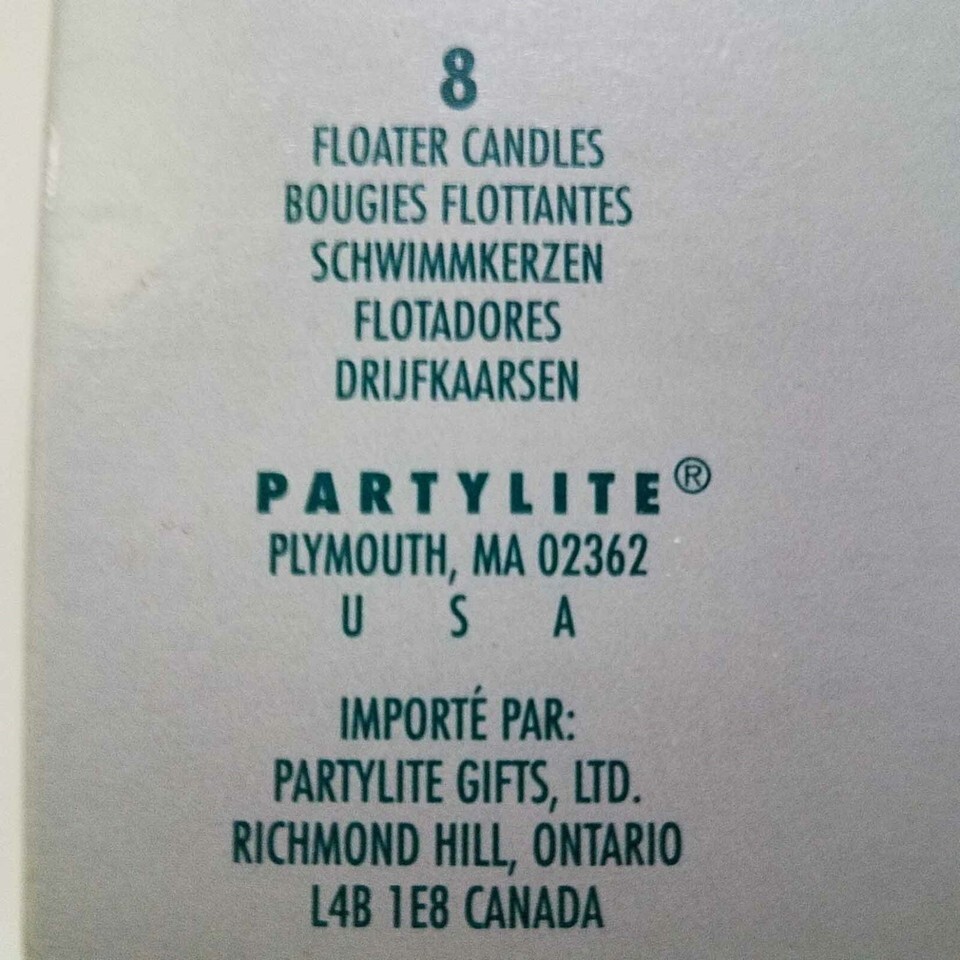 8
FLOATER CANDLES
BOUGIES FLOTTANTES
SCHWIMMKERZEN
FLOTADORES
DRIJFKAARSEN
PARTYLITE®
PLYMOUTH, MA 02362
U S A
IMPORTÉ PAR:
PARTYLITE GIFTS, LTD.
RICHMOND HILL, ONTARIO
L4B 1E8 CANADA